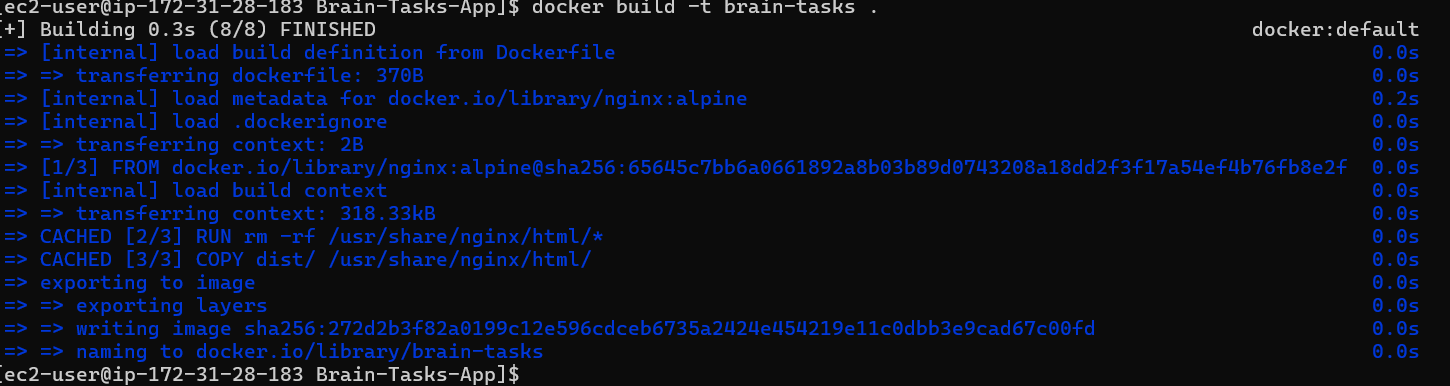 [ec2-user@ip-172-31-28-183 Brain-Tasks-App]$ docker build -t brain-tasks .
[+] Building 0.3s (8/8) FINISHED docker:default
=> [internal] load build definition from Dockerfile 0.0s
=> => transferring dockerfile: 370B 0.0s
=> [internal] load metadata for docker.io/library/nginx:alpine 0.2s
=> [internal] load .dockerignore 0.0s
=> => transferring context: 2B 0.0s
=> [1/3] FROM docker.io/library/nginx:alpine@sha256:65645c7bb6a0661892a8b03b89d0743208a18dd2f3f17a54ef4b76fb8e2f 0.0s
=> [internal] load build context 0.0s
=> => transferring context: 318.33kB 0.0s
=> CACHED [2/3] RUN rm -rf /usr/share/nginx/html/* 0.0s
=> CACHED [3/3] COPY dist/ /usr/share/nginx/html/ 0.0s
=> exporting to image 0.0s
=> => exporting layers 0.0s
=> => writing image sha256:272d2b3f82a0199c12e596cdceb6735a2424e454219e11c0dbb3e9cad67c00fd 0.0s
=> => naming to docker.io/library/brain-tasks 0.0s
[ec2-user@ip-172-31-28-183 Brain-Tasks-App]$